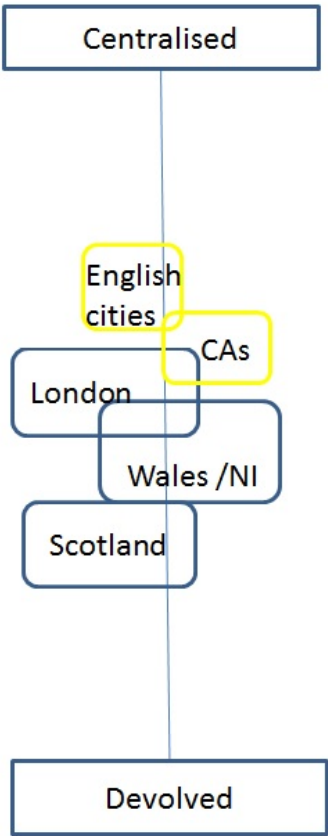 Centralised
English
cities
CAs
London
Wales /NI
Scotland
Devolved